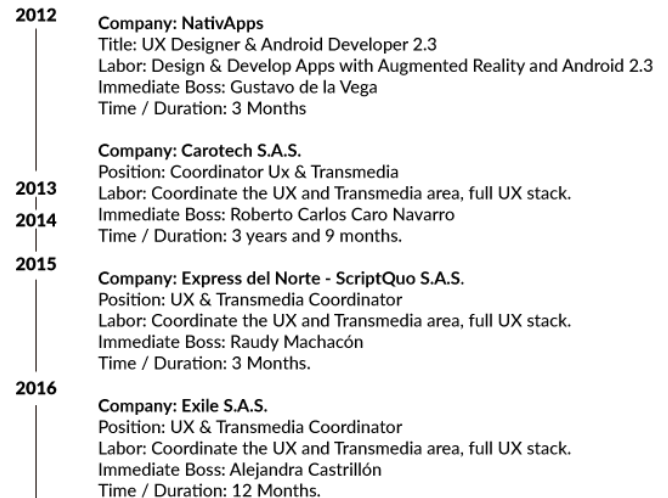 2012
Company: NativApps
Title: UX Designer & Android Developer 2.3
Labor: Design & Develop Apps with Augmented Reality and Android 2.3
Immediate Boss: Gustavo de la Vega
Time / Duration: 3 Months
Company: Carotech S.A.S.
Position: Coordinator Ux & Transmedia
2013
Labor: Coordinate the UX and Transmedia area, full UX stack.
2014
Immediate Boss: Roberto Carlos Caro Navarro
Time / Duration: 3 years and 9 months.
2015
Company: Express del Norte - ScriptQuo S.A.S.
Position: UX & Transmedia Coordinator
Labor: Coordinate the UX and Transmedia area, full UX stack.
Immediate Boss: Raudy Machacón
Time / Duration: 3 Months.
2016
Company: Exile S.A.S.
Position: UX & Transmedia Coordinator
Labor: Coordinate the UX and Transmedia area, full UX stack.
Immediate Boss: Alejandra Castrillón
Time / Duration: 12 Months.